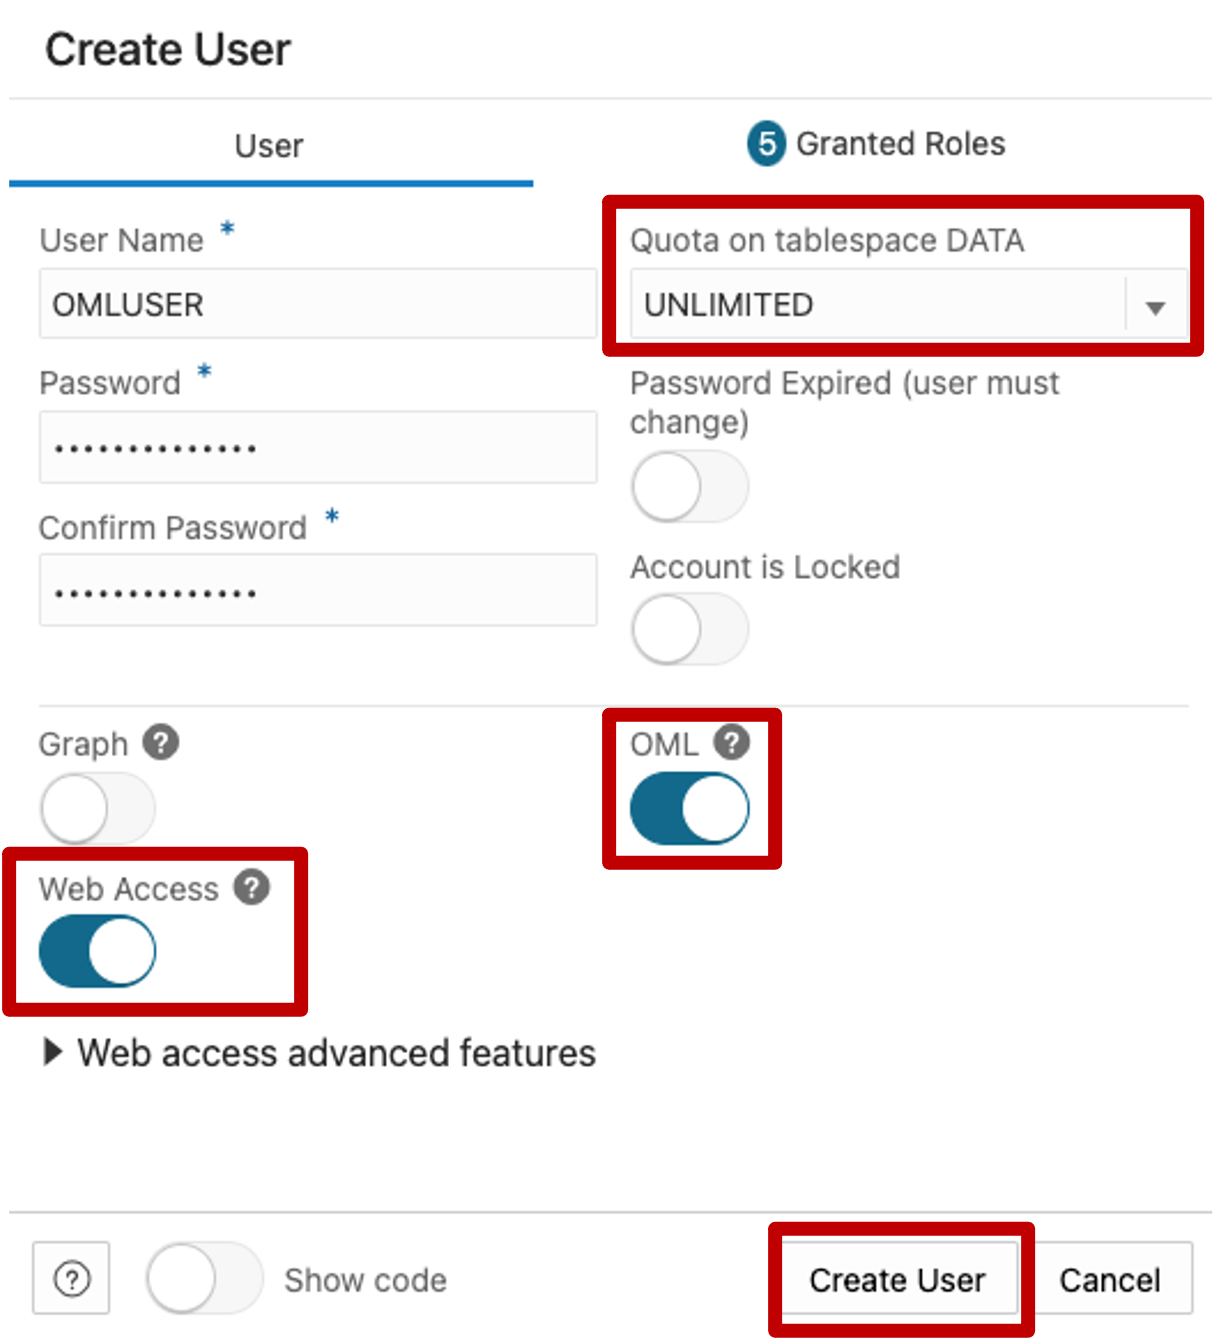 Create User
User
5 Granted Roles
User Name *
OMLUSER
Quota on tablespace DATA
UNLIMITED
Password *
••••••••••••••
Password Expired (user must
change)
Confirm Password *
••••••••••••••
Account is Locked
Graph ?
OML ?
Web Access ?
Web access advanced features
? Show code
Create User
Cancel